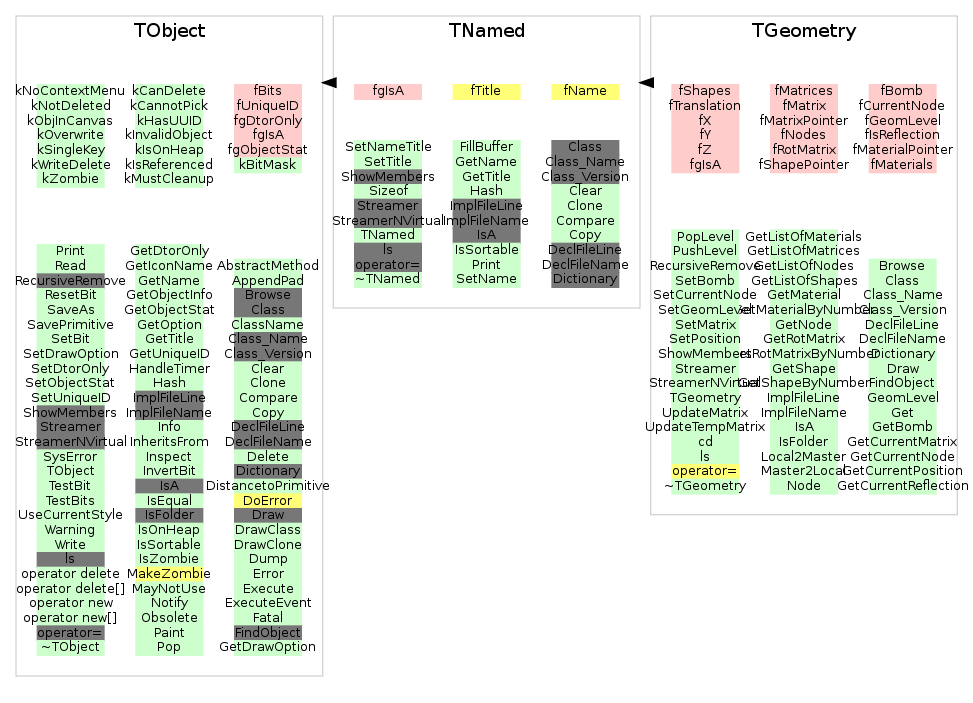 TObject
kNoContextMenu
kNotDeleted
kObjInCanvas
kOverwrite
kSingleKey
kWriteDelete
kZombie
kCanDelete
kCannotPick
kHasUUID
kInvalidObject
kIsOnHeap
kIsReferenced
kMustCleanup
fBits
fUniqueID
fgDtorOnly
fgIsA
fgObjectStat
kBitMask
Print
Read
RecursiveRemove
ResetBit
SaveAs
SavePrimitive
SetBit
SetDrawOption
SetDtorOnly
SetObjectStat
SetUniqueID
ShowMembers
Streamer
StreamerNVirtual
SysError
TObject
TestBit
TestBits
UseCurrentStyle
Warning
Write
ls
operator delete
operator delete[]
operator new
operator new[]
operator=
~TObject
GetDtorOnly
GetIconName
GetName
GetObjectInfo
GetObjectStat
GetOption
GetTitle
GetUniqueID
HandleTimer
Hash
ImplFileLine
ImplFileName
Info
InheritsFrom
Inspect
InvertBit
IsA
IsEqual
IsFolder
IsOnHeap
IsSortable
IsZombie
MakeZombie
MayNotUse
Notify
Obsolete
Paint
Pop
AbstractMethod
AppendPad
Browse
Class
ClassName
Class_Name
Class_Version
Clear
Clone
Compare
Copy
DeclFileLine
DeclFileName
Delete
Dictionary
DistancetoPrimitive
DoError
Draw
DrawClass
DrawClone
Dump
Error
Execute
ExecuteEvent
Fatal
FindObject
GetDrawOption
TNamed
fgIsA
fTitle
fName
SetNameTitle
SetTitle
ShowMembers
Sizeof
Streamer
StreamerNVirtual
TNamed
ls
operator=
~TNamed
FillBuffer
GetName
GetTitle
Hash
ImplFileLine
ImplFileName
IsA
IsSortable
Print
SetName
Class
Class_Name
Class_Version
Clear
Clone
Compare
Copy
DeclFileLine
DeclFileName
Dictionary
TGeometry
fShapes
fTranslation
fX
fY
fZ
fgIsA
fMatrices
fMatrix
fMatrixPointer
fNodes
fRotMatrix
fShapePointer
fBomb
fCurrentNode
fGeomLevel
fIsReflection
fMaterialPointer
fMaterials
PopLevel
PushLevel
RecursiveRemove
SetBomb
SetCurrentNode
SetGeomLevel
SetMatrix
SetPosition
ShowMembers
Streamer
StreamerNVirtual
TGeometry
UpdateMatrix
UpdateTempMatrix
cd
ls
operator=
~TGeometry
GetListOfMaterials
GetListOfMatrices
GetListOfNodes
GetListOfShapes
GetMaterial
GetMaterialByNumber
GetNode
GetRotMatrix
GetRotMatrixByNumber
GetShape
GetShapeByNumber
ImplFileLine
ImplFileName
IsA
IsFolder
Local2Master
Master2Local
Node
Browse
Class
Class_Name
Class_Version
DeclFileLine
DeclFileName
Dictionary
Draw
FindObject
GeomLevel
Get
GetBomb
GetCurrentMatrix
GetCurrentNode
GetCurrentPosition
GetCurrentReflection